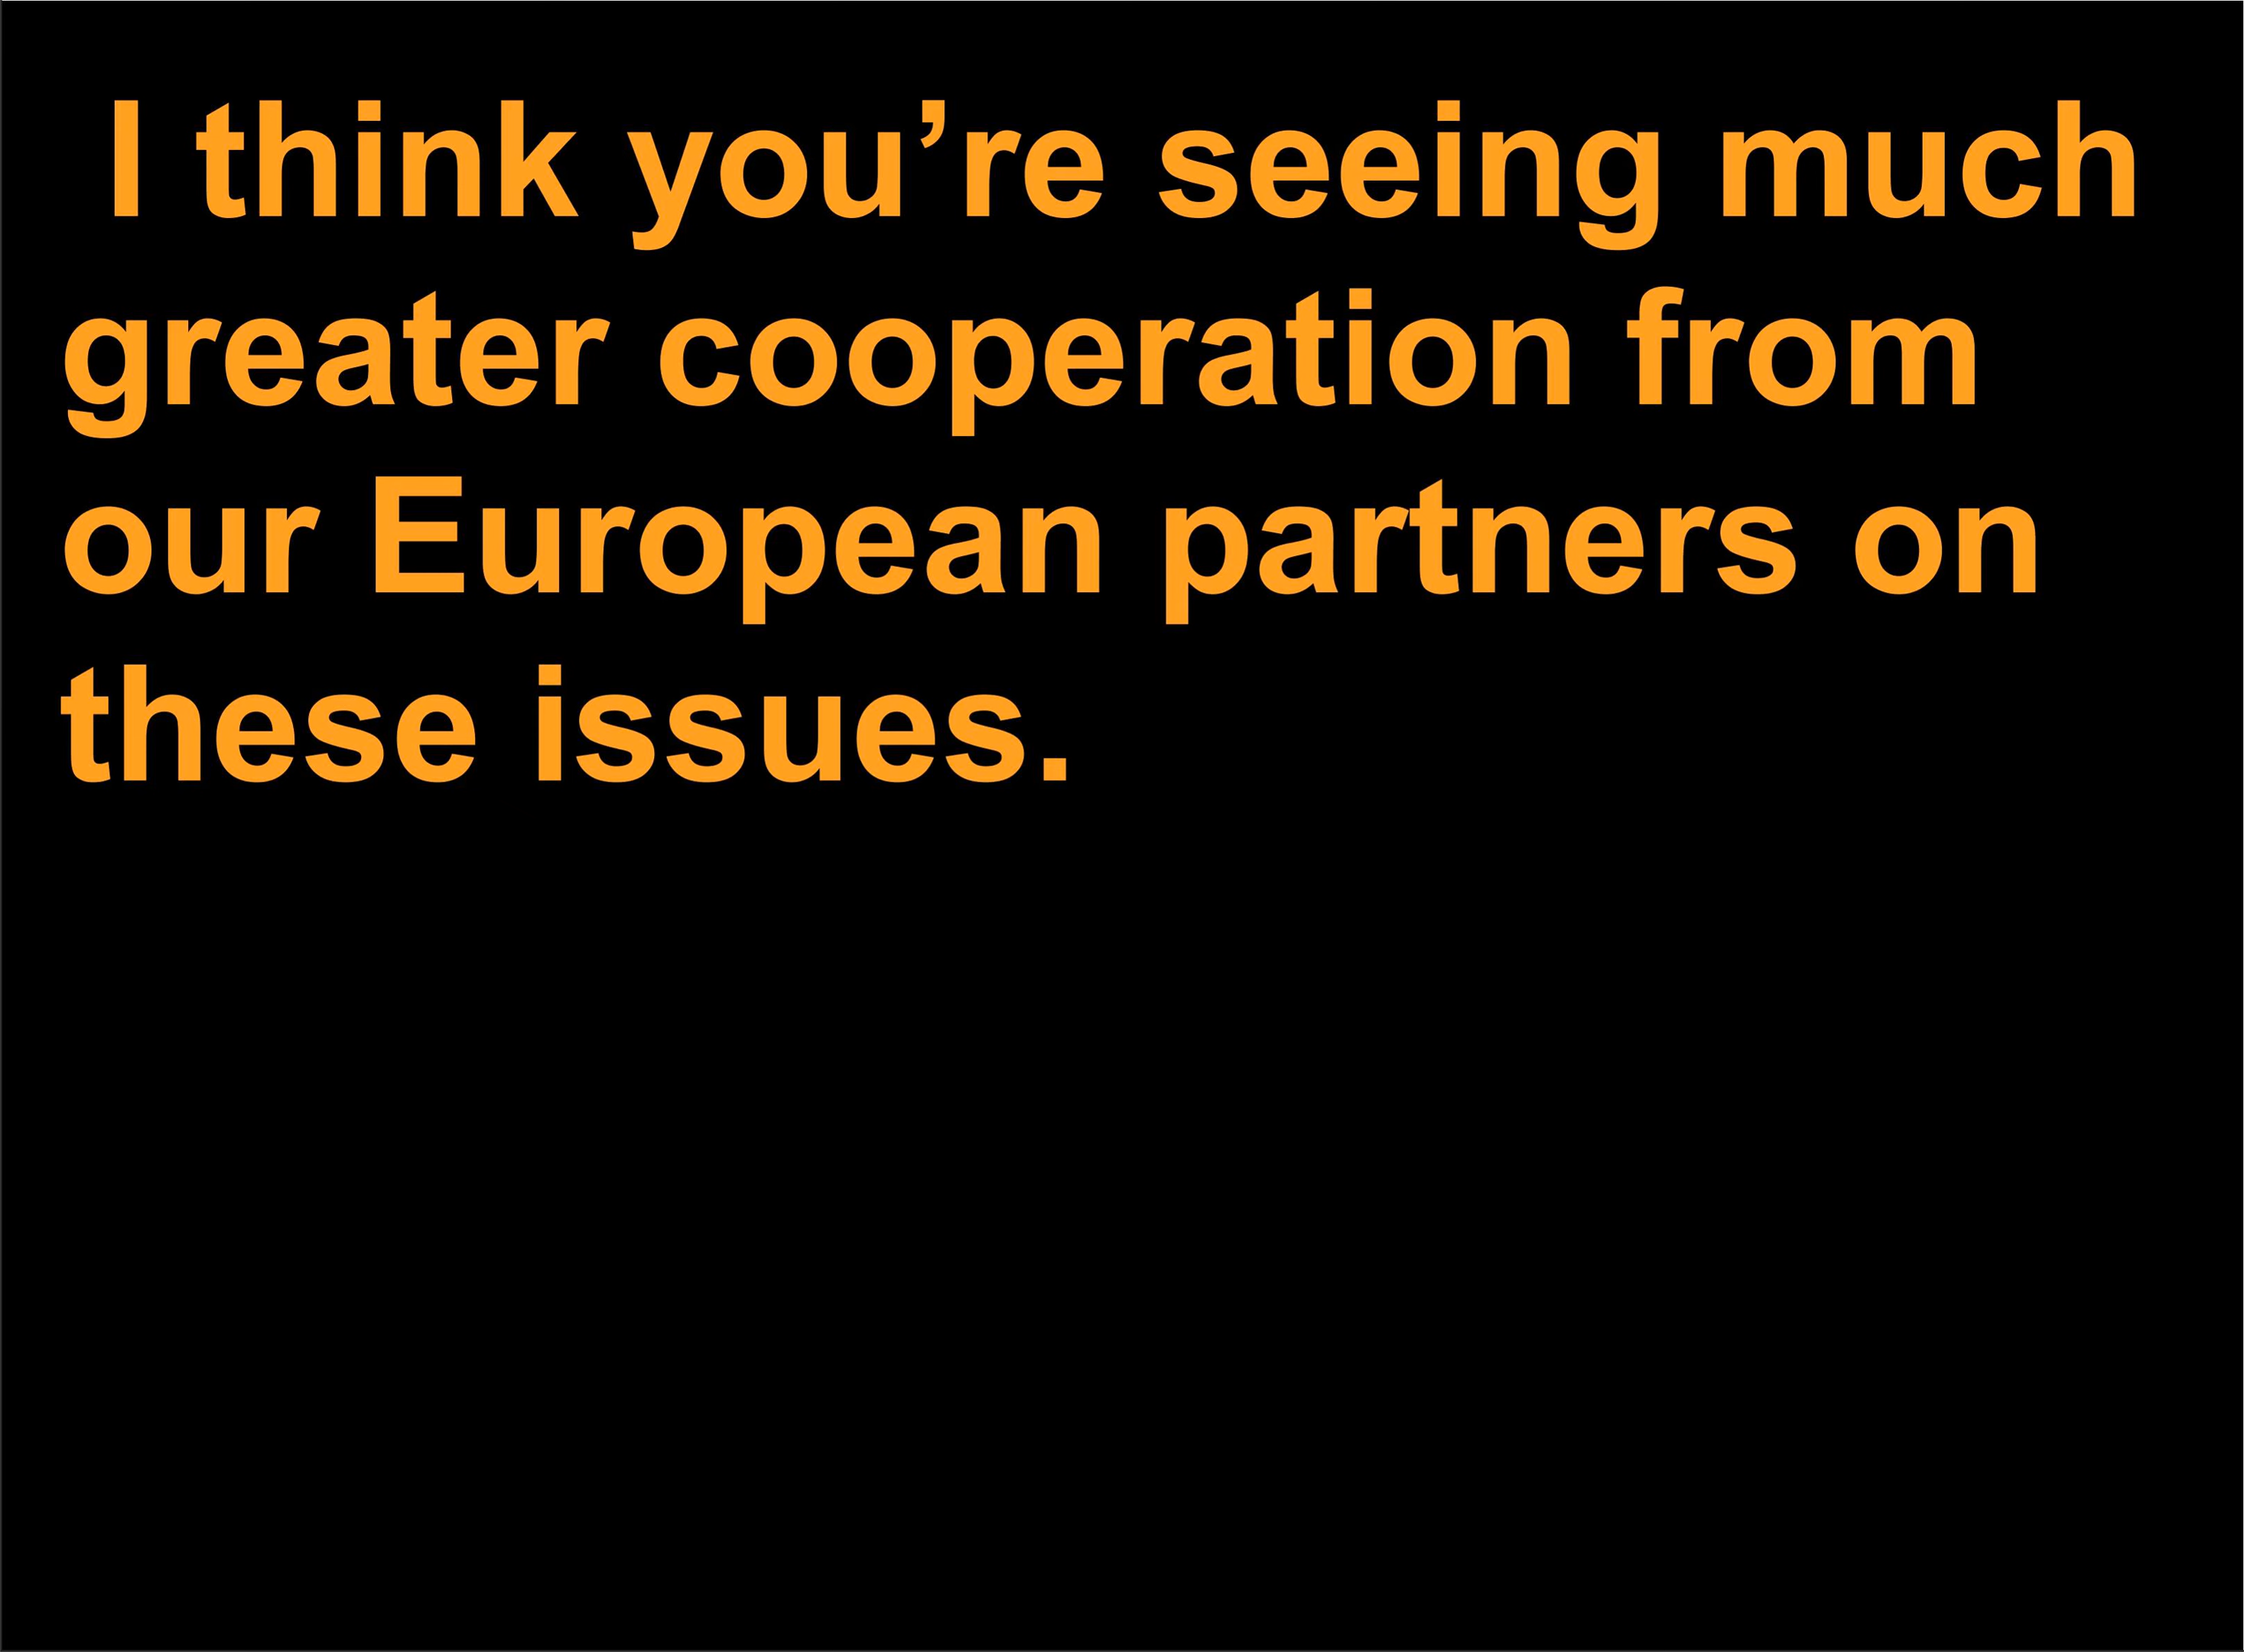 I think you’re seeing much
greater cooperation from
our European partners on
these issues.